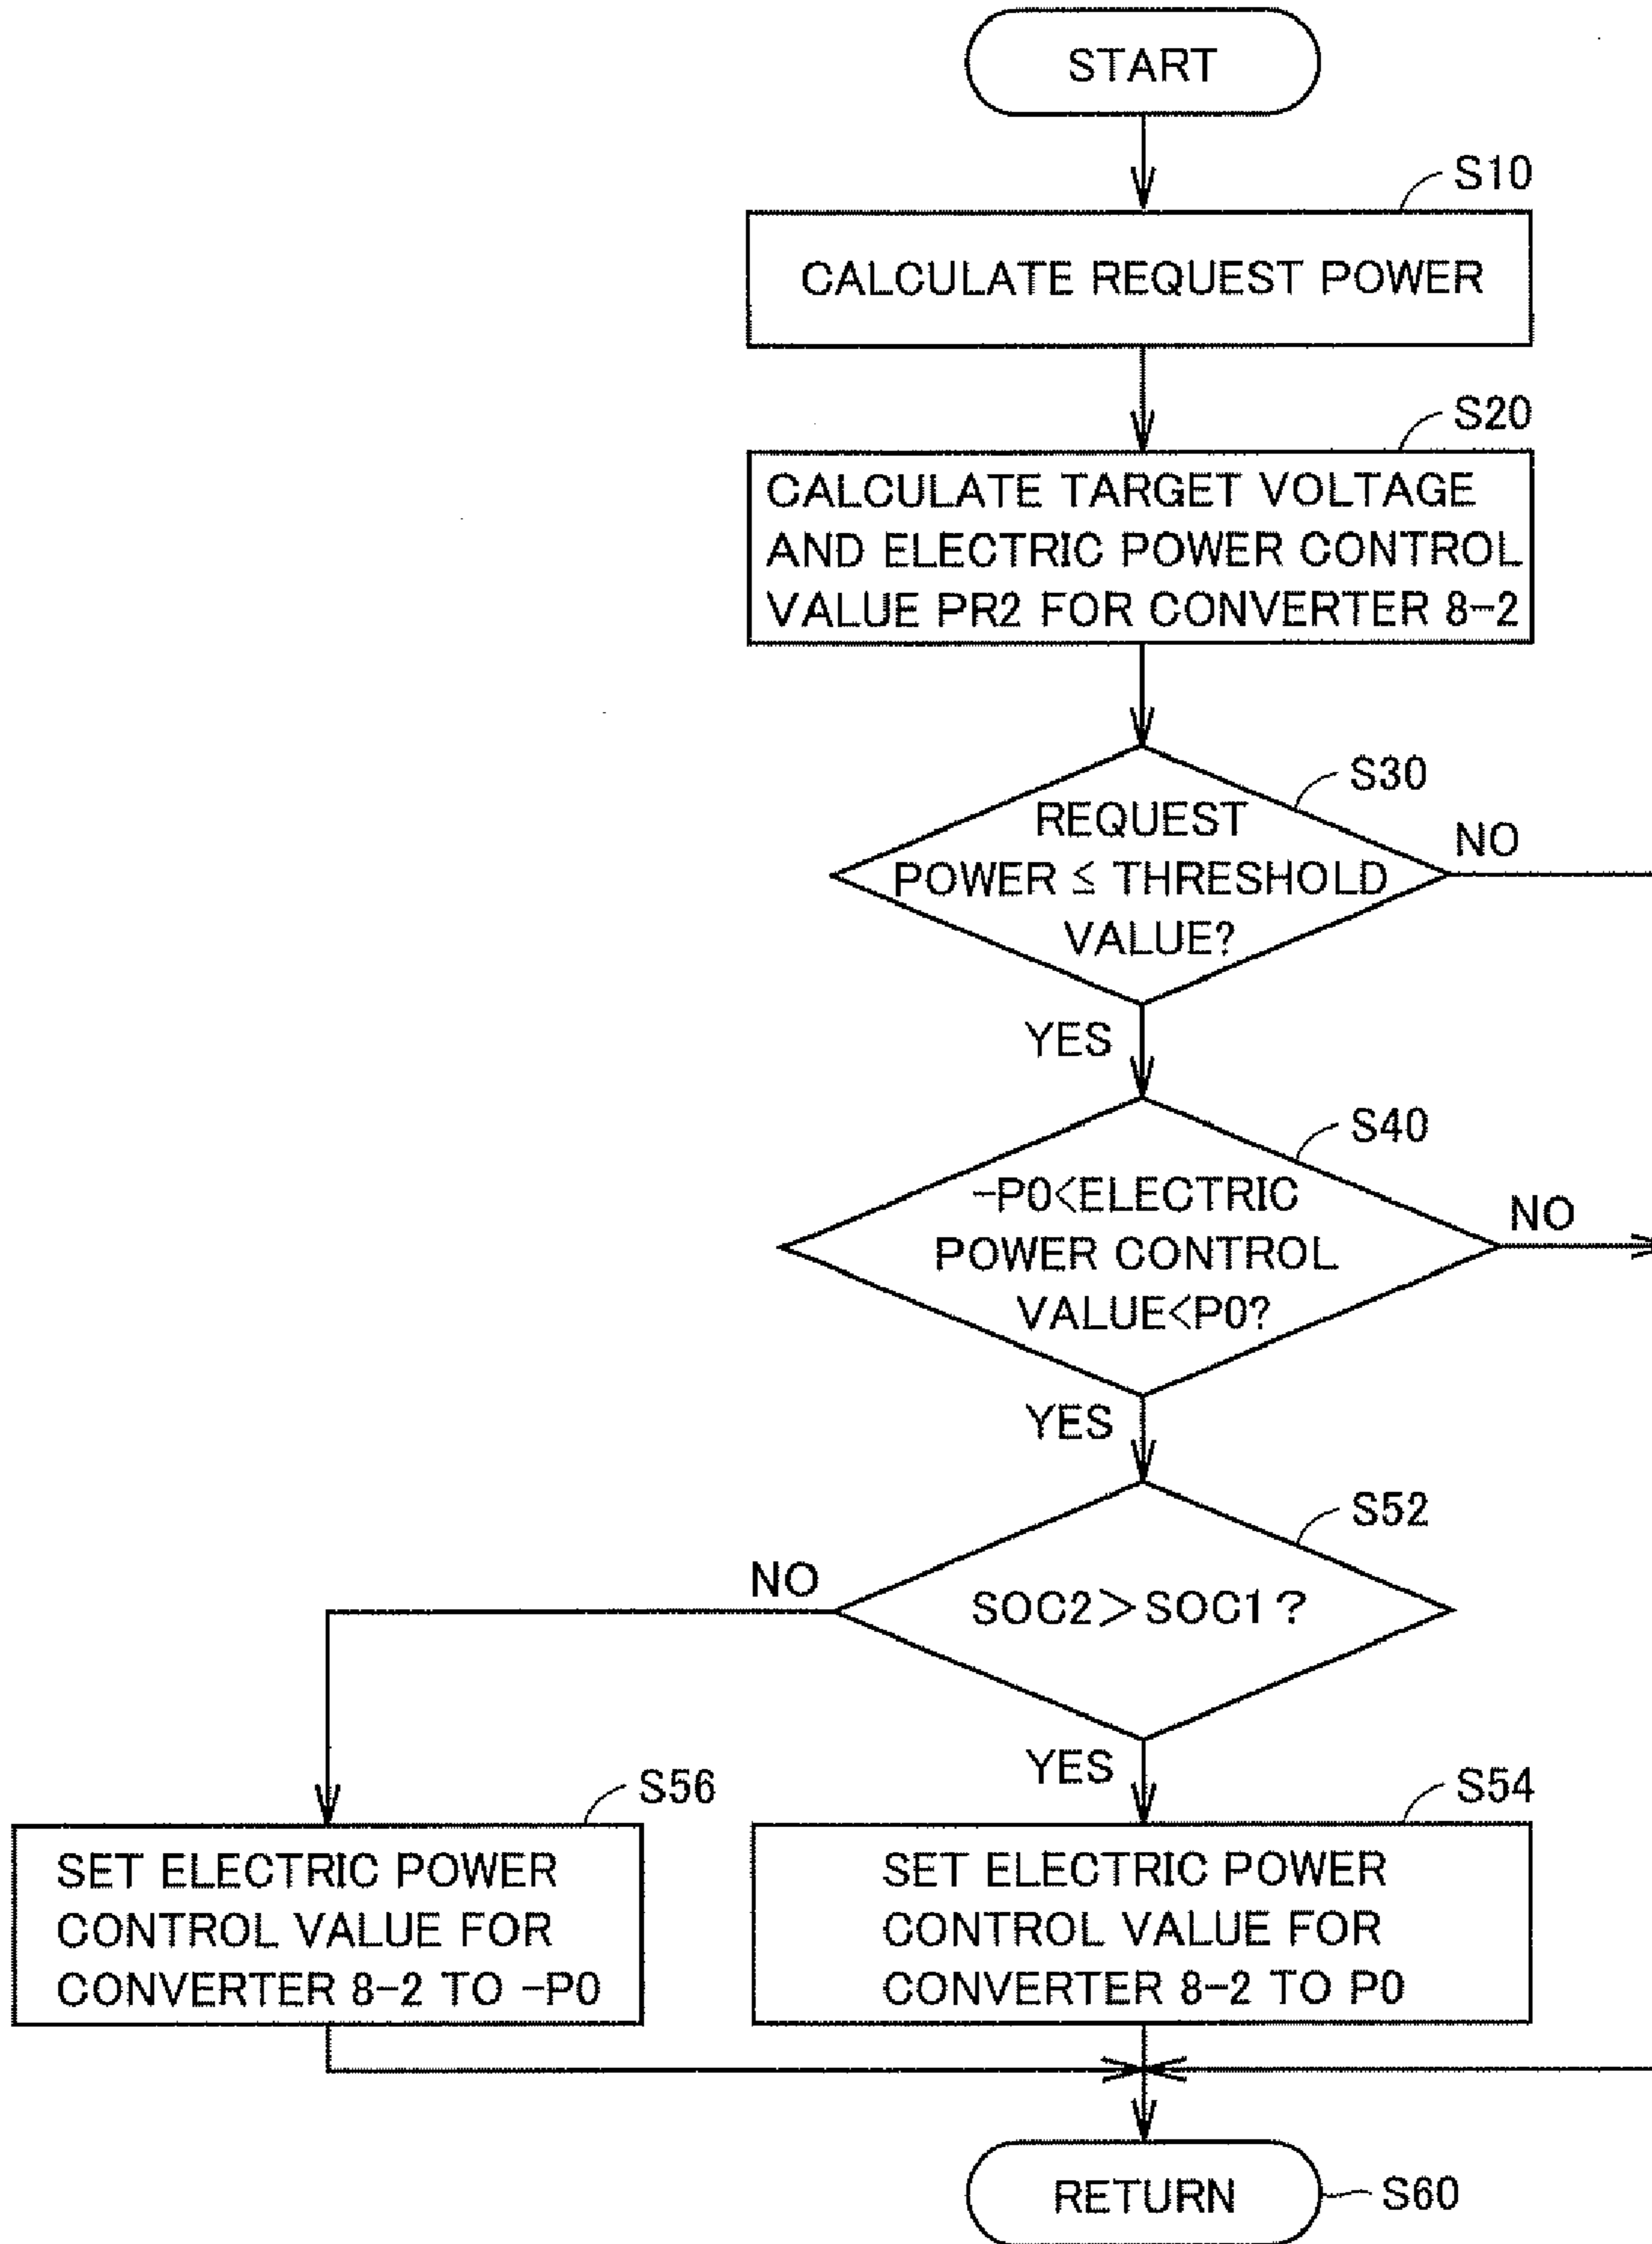 START
S10
CALCULATE REQUEST POWER
S20
CALCULATE TARGET VOLTAGE
AND ELECTRIC POWER CONTROL
VALUE PR2 FOR CONVERTER 8-2
S30
REQUEST
POWER ≤ THRESHOLD
VALUE?
NO
YES
S40
-P0<ELECTRIC
POWER CONTROL
VALUE<P0?
NO
YES
S52
SOC2>SOC1?
NO
YES
S56
SET ELECTRIC POWER
CONTROL VALUE FOR
CONVERTER 8-2 TO -P0
S54
SET ELECTRIC POWER
CONTROL VALUE FOR
CONVERTER 8-2 TO P0
RETURN
S60